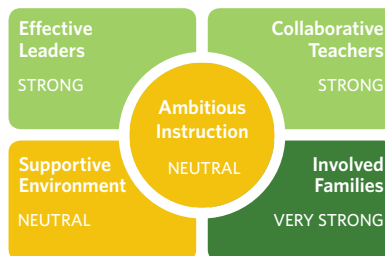 Effective
Leaders
STRONG
Collaborative
Teachers
STRONG
Ambitious
Instruction
NEUTRAL
Supportive
Environment
NEUTRAL
Involved
Families
VERY STRONG